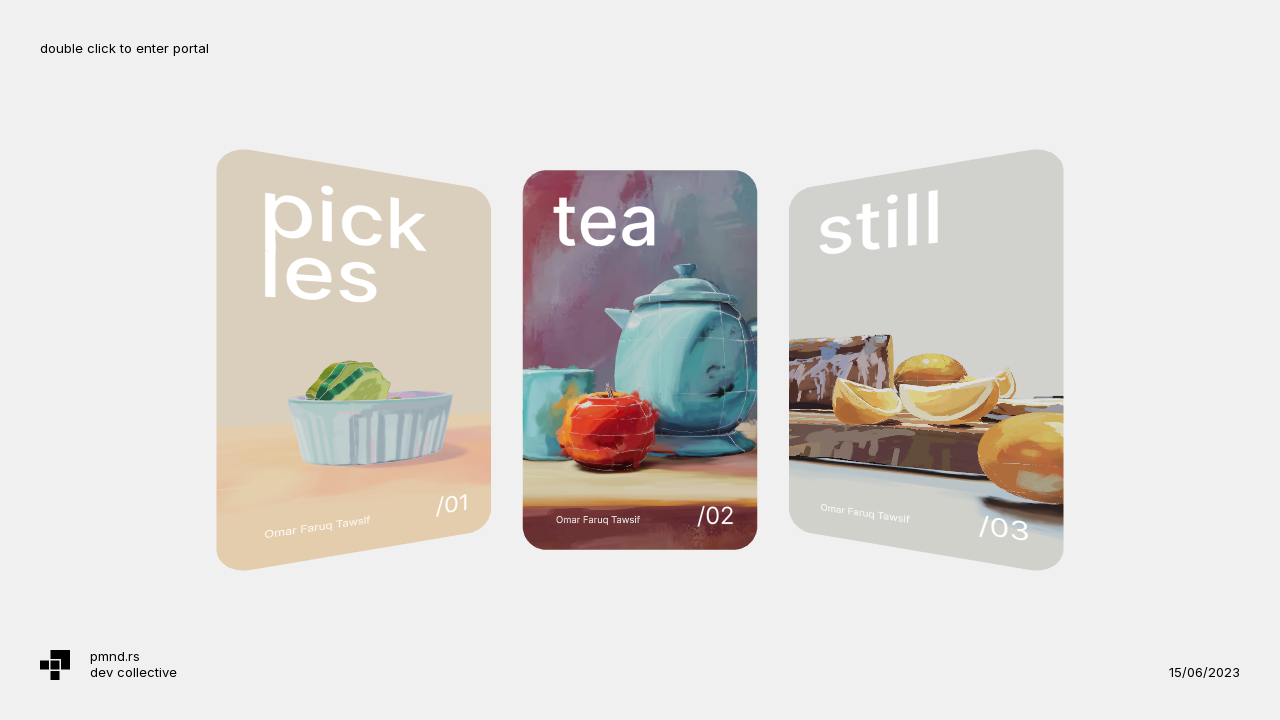 double click to enter portal
pick
les
Omar Faruq Tawsif
/01
tea
Omar Faruq Tawsif
/02
still
Omar Faruq Tawsif
/03
pmnd.rs
dev collective
15/06/2023